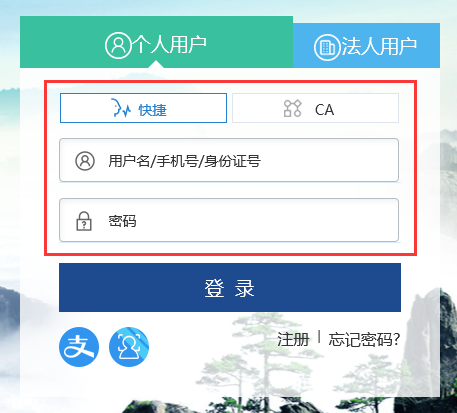 个人用户 法人用户
快捷 CA
用户名/手机号/身份证号
密码
登 录
支
注册 | 忘记密码?